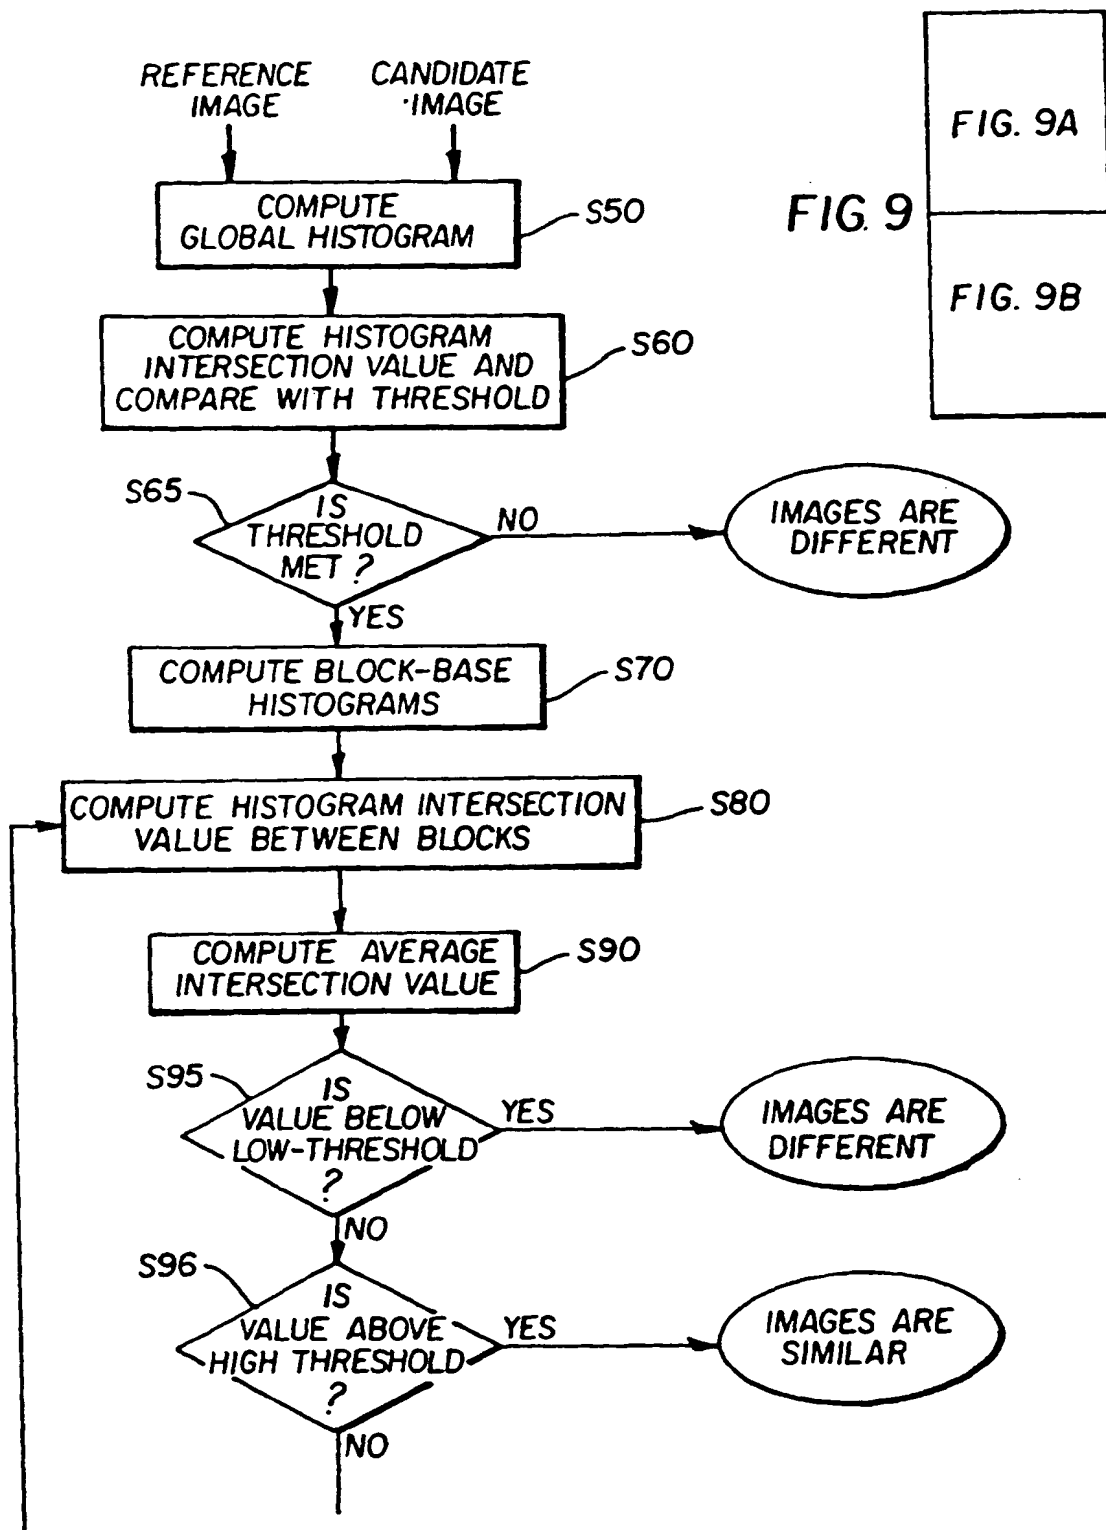 REFERENCE
IMAGE
CANDIDATE
IMAGE
FIG. 9
FIG. 9A
FIG. 9B
COMPUTE
GLOBAL HISTOGRAM
S50
COMPUTE HISTOGRAM
INTERSECTION VALUE AND
COMPARE WITH THRESHOLD
S60
S65
IS
THRESHOLD
MET ?
NO
IMAGES ARE
DIFFERENT
YES
COMPUTE BLOCK-BASE
HISTOGRAMS
S70
COMPUTE HISTOGRAM INTERSECTION
VALUE BETWEEN BLOCKS
S80
COMPUTE AVERAGE
INTERSECTION VALUE
S90
S95
IS
VALUE BELOW
LOW-THRESHOLD
?
YES
IMAGES ARE
DIFFERENT
NO
S96
IS
VALUE ABOVE
HIGH THRESHOLD
?
YES
IMAGES ARE
SIMILAR
NO